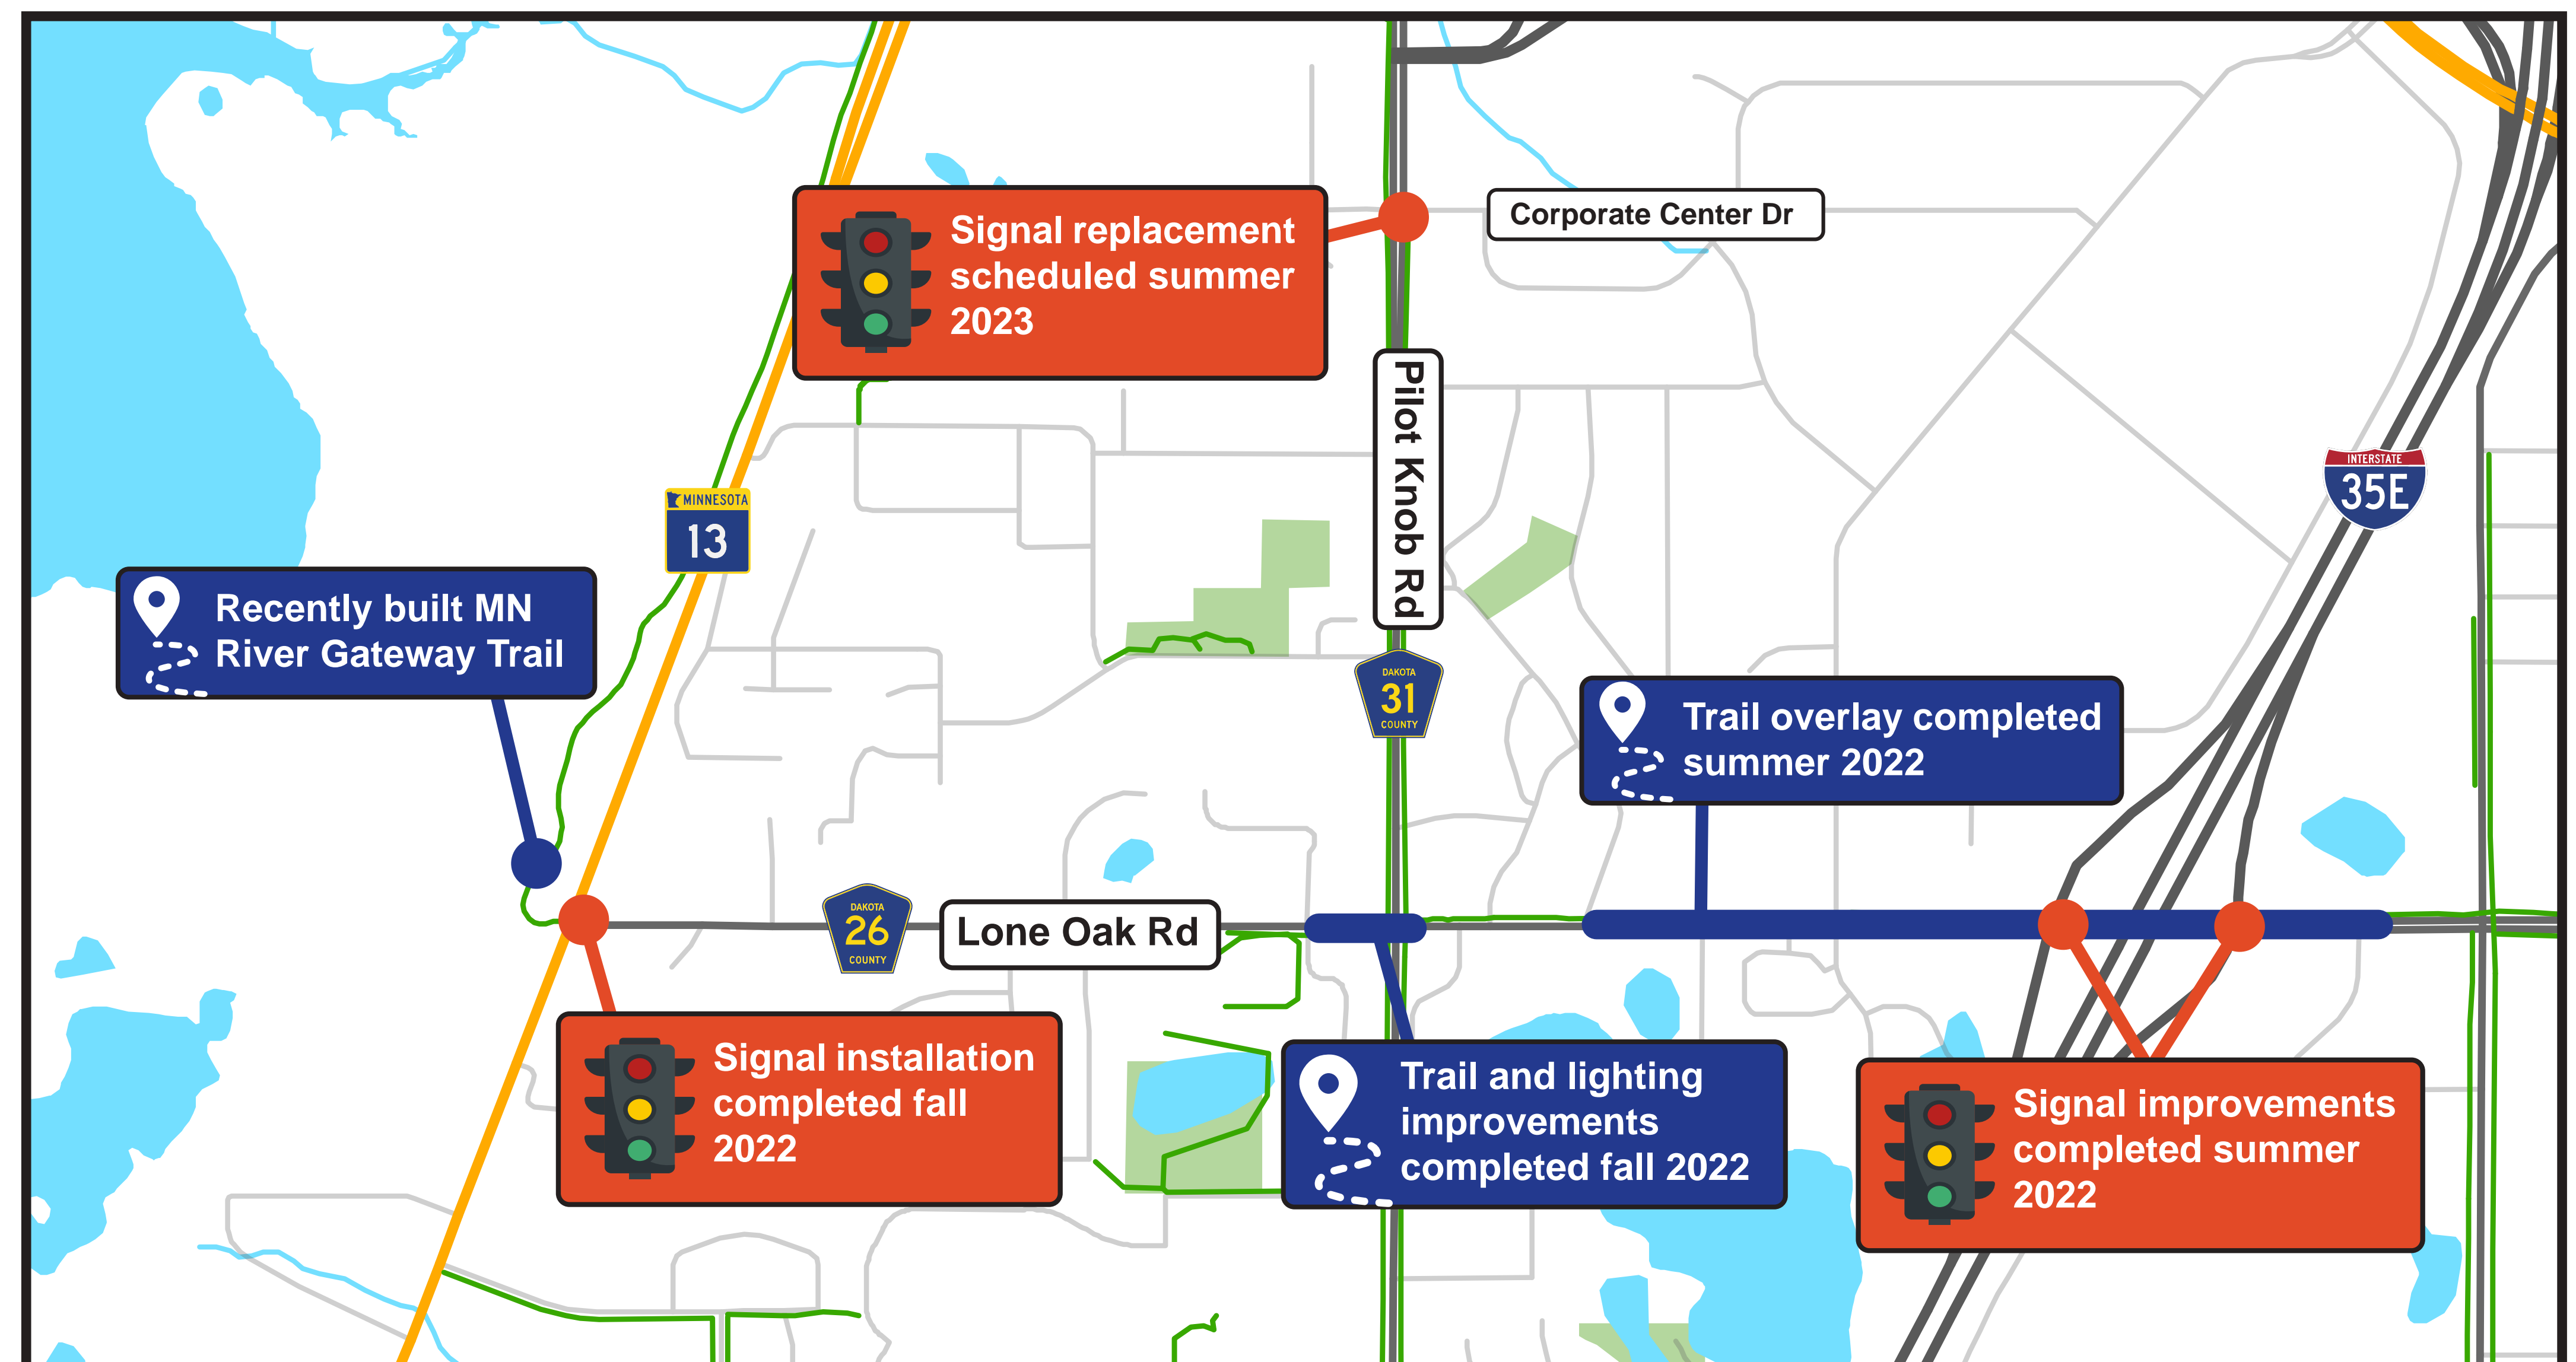 Signal replacement
scheduled summer
2023
Corporate Center Dr
Pilot Knob Rd
INTERSTATE
35E
MINNESOTA
13
Recently built MN
River Gateway Trail
DAKOTA
31
COUNTY
Trail overlay completed
summer 2022
DAKOTA
26
COUNTY
Lone Oak Rd
Signal installation
completed fall
2022
Trail and lighting
improvements
completed fall 2022
Signal improvements
completed summer
2022